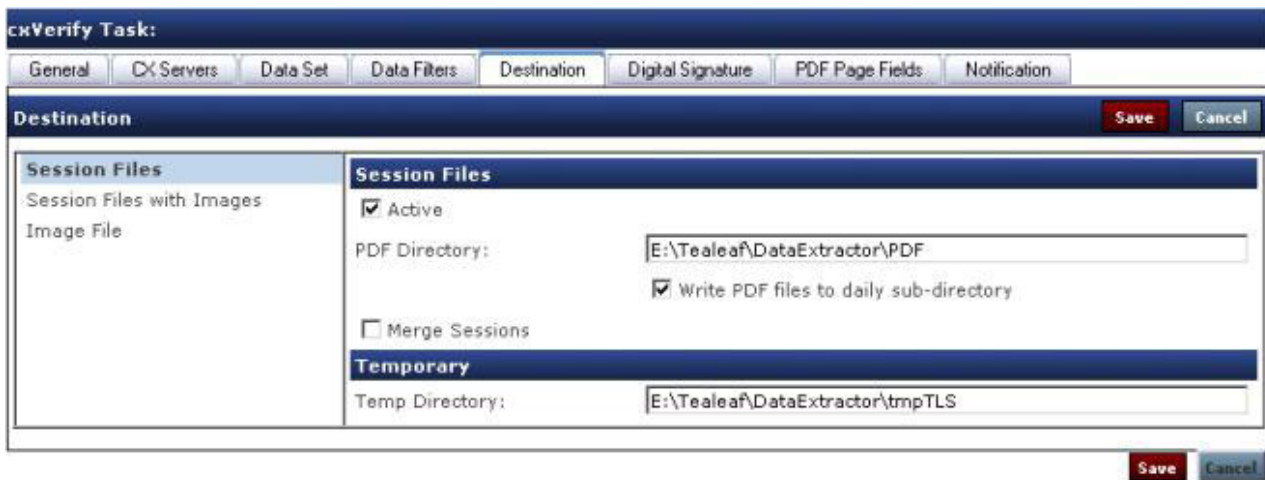 cxVerify Task:
General CX Servers Data Set Data Filters Destination Digital Signature PDF Page Fields Notification
Destination Save Cancel
Session Files
Session Files with Images
Image File
Session Files
Active
PDF Directory: E:\Tealeaf\DataExtractor\PDF
Write PDF files to daily sub-directory
Merge Sessions
Temporary
Temp Directory: E:\Tealeaf\DataExtractor\tmpTLS
Save Cancel